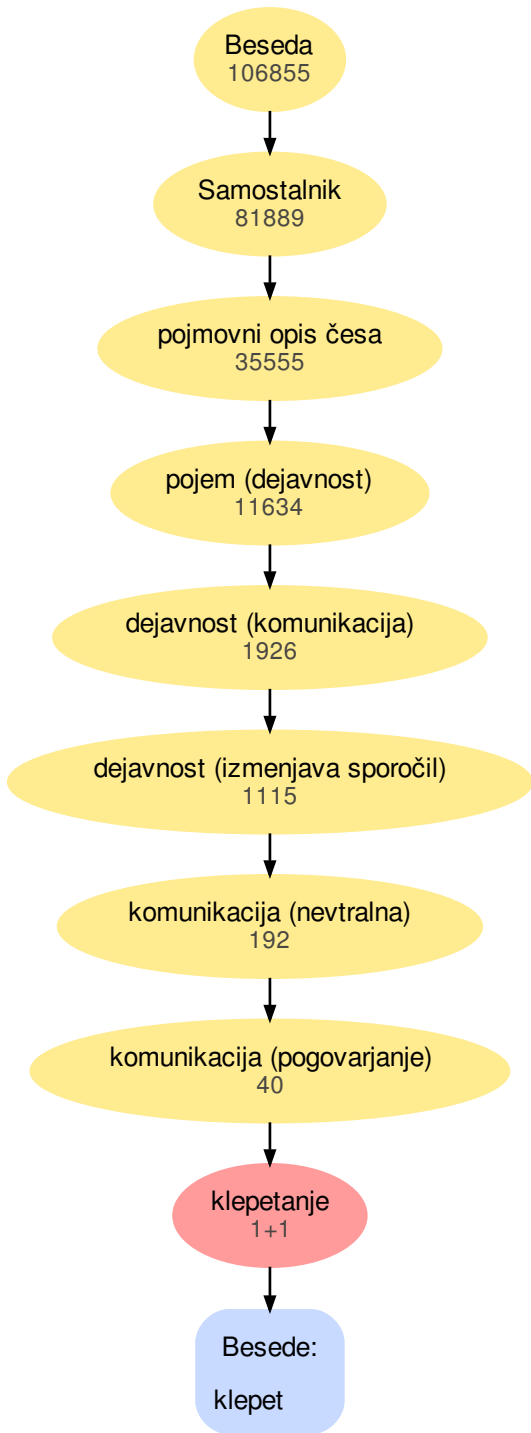 Beseda
106855
Samostalnik
81889
pojmovni opis česa
35555
pojem (dejavnost)
11634
dejavnost (komunikacija)
1926
dejavnost (izmenjava sporočil)
1115
komunikacija (nevtralna)
192
komunikacija (pogovarjanje)
40
klepetanje
1+1
Besede:
klepet